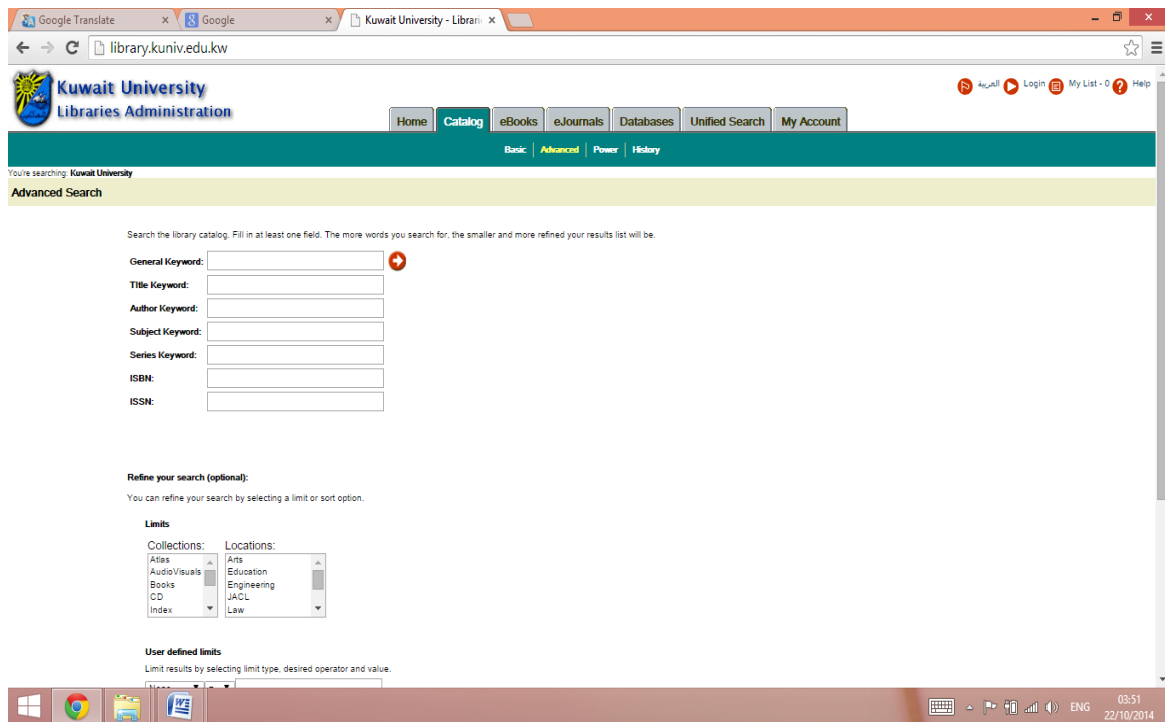 Google Translate
Google
Kuwait University - Librari
library.kuniv.edu.kw
Kuwait University
Libraries Administration
العربية Login My List - 0 Help
Home Catalog eBooks eJournals Databases Unified Search My Account
Basic Advanced Power History
You're searching: Kuwait University
Advanced Search
Search the library catalog. Fill in at least one field. The more words you search for, the smaller and more refined your results list will be.
General Keyword:
Title Keyword:
Author Keyword:
Subject Keyword:
Series Keyword:
ISBN:
ISSN:
Refine your search (optional):
You can refine your search by selecting a limit or sort option.
Limits
Collections: Locations:
Atlas Arts
AudioVisuals Education
Books Engineering
CD JACL
Index Law
User defined limits
Limit results by selecting limit type, desired operator and value.
ENG 03:51
22/10/2014